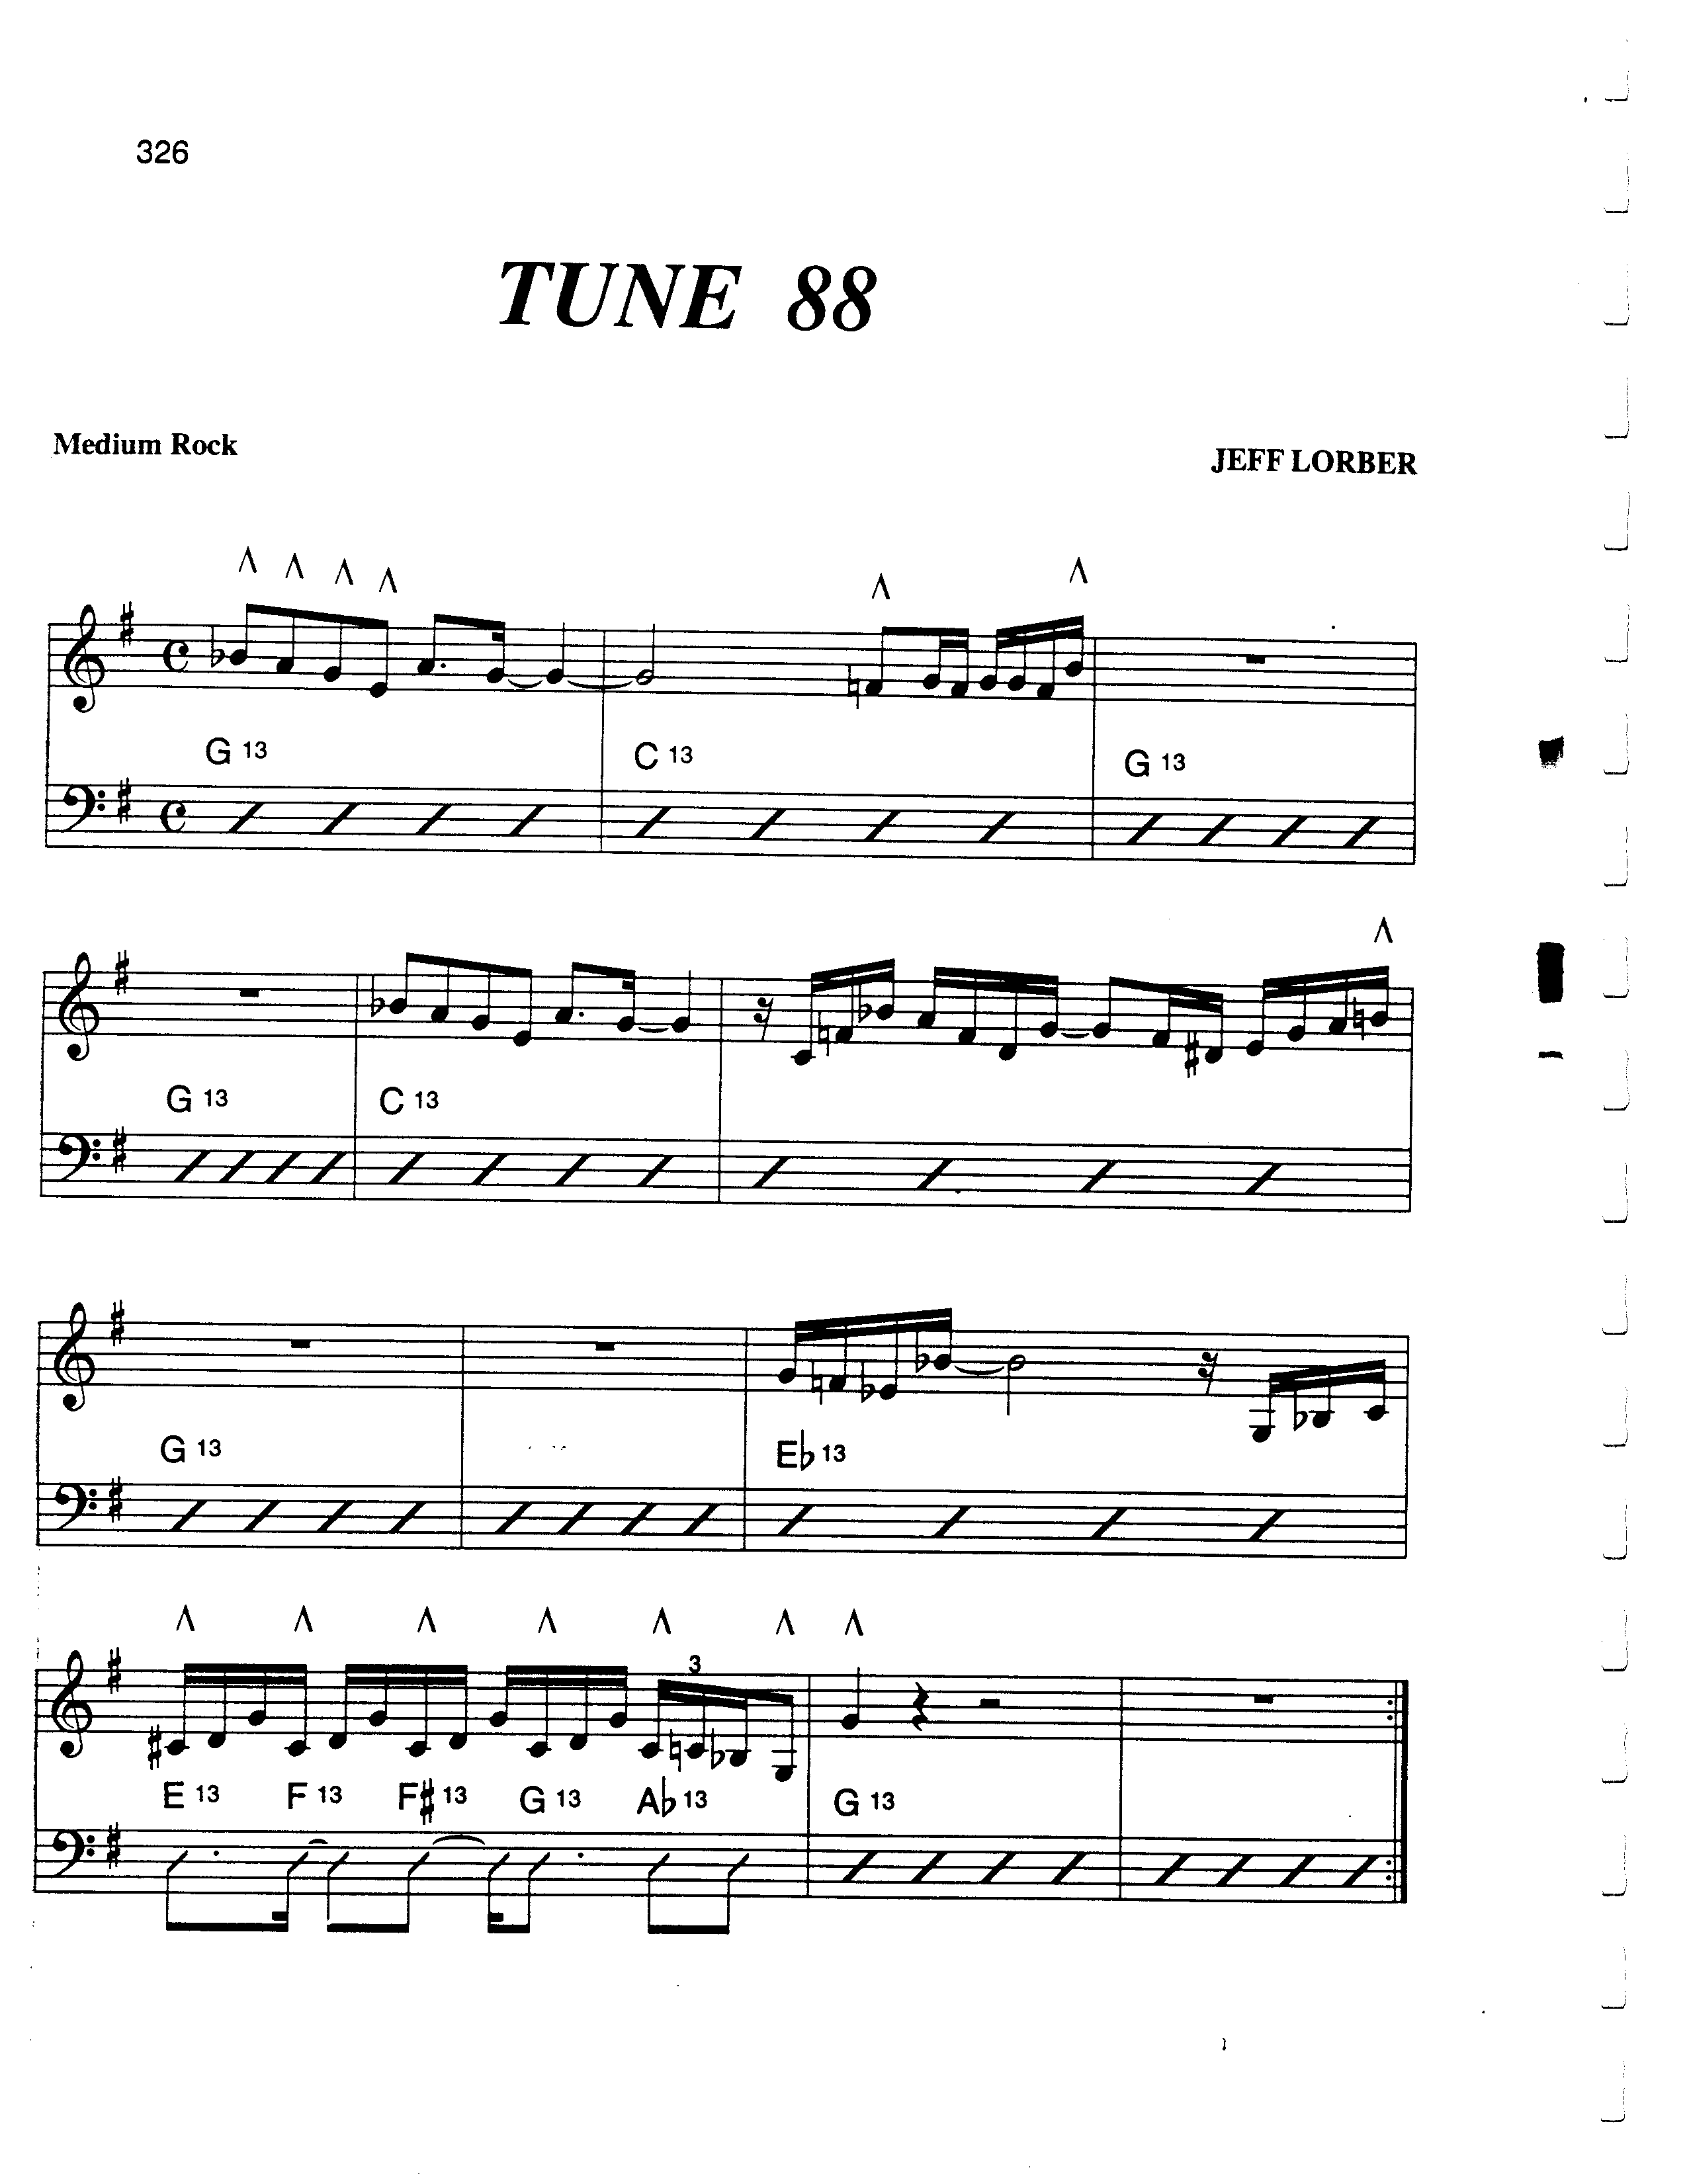 326
TUNE 88
Medium Rock
JEFF LORBER
G 13 C 13 G 13
G 13 C 13
G 13 E♭ 13
3
E 13 F 13 F♯ 13 G 13 A♭ 13 G 13